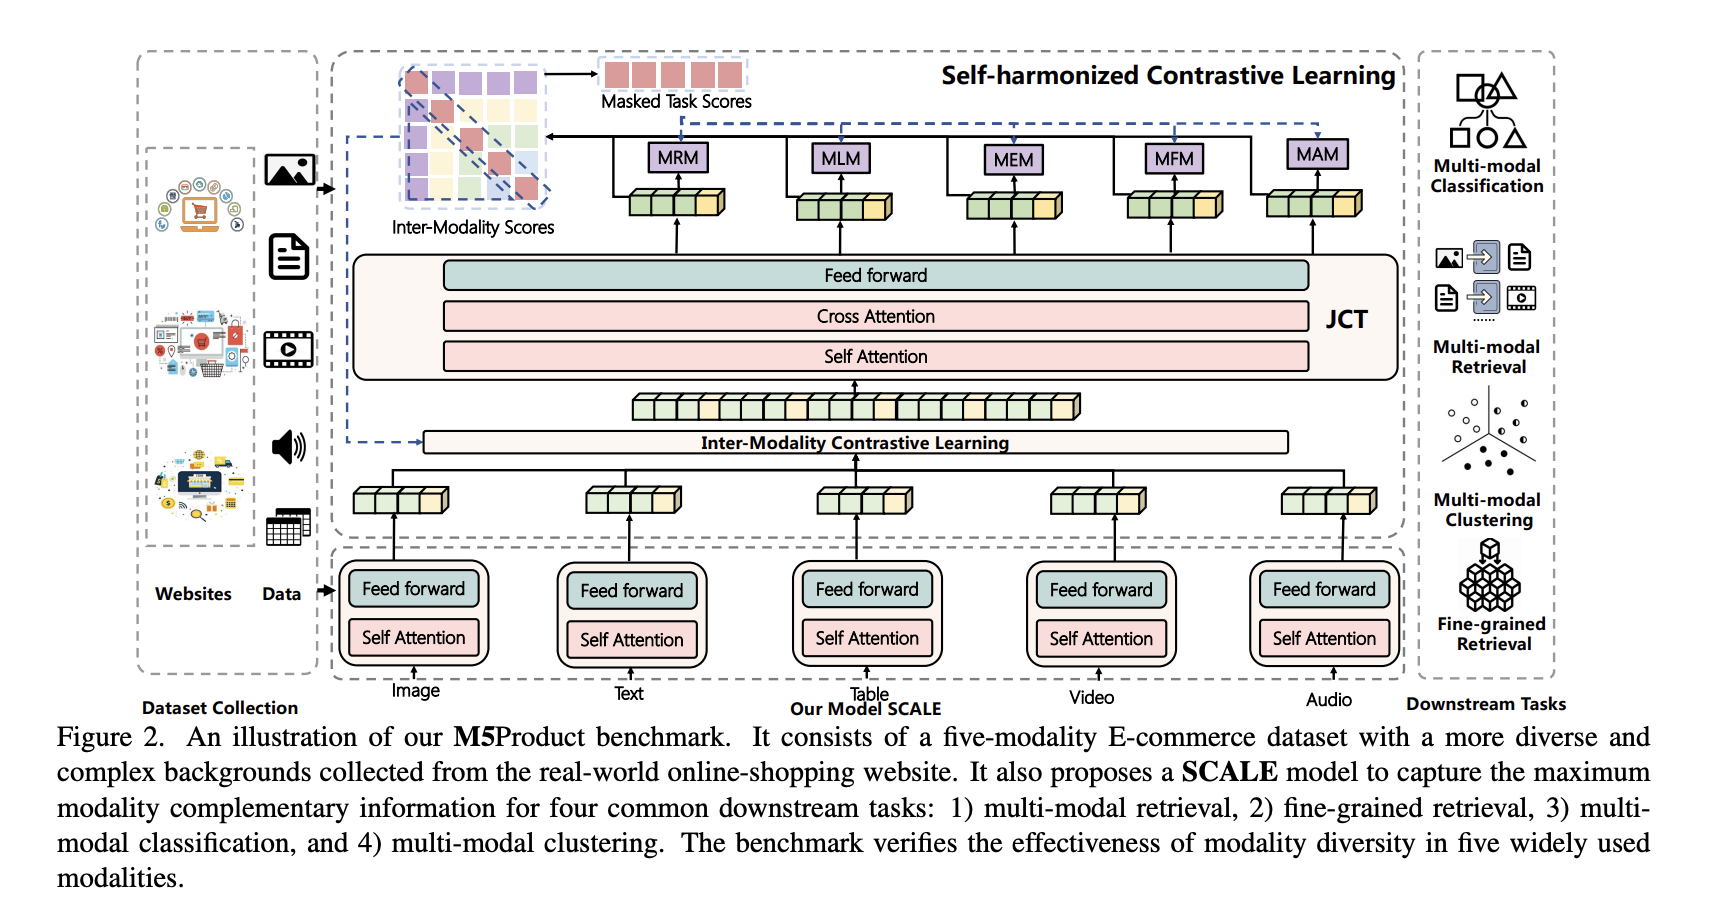 Self-harmonized Contrastive Learning
Masked Task Scores
Inter-Modality Scores
MRM
MLM
MEM
MFM
MAM
Feed forward
Cross Attention
Self Attention
JCT
Inter-Modality Contrastive Learning
Websites
Data
Feed forward
Self Attention
Feed forward
Self Attention
Feed forward
Self Attention
Feed forward
Self Attention
Feed forward
Self Attention
Image
Text
Table
Video
Audio
Dataset Collection
Our Model SCALE
Multi-modal
Classification
......
Multi-modal
Retrieval
Multi-modal
Clustering
Fine-grained
Retrieval
Downstream Tasks
Figure 2. An illustration of our M5Product benchmark. It consists of a five-modality E-commerce dataset with a more diverse and
complex backgrounds collected from the real-world online-shopping website. It also proposes a SCALE model to capture the maximum
modality complementary information for four common downstream tasks: 1) multi-modal retrieval, 2) fine-grained retrieval, 3) multi-
modal classification, and 4) multi-modal clustering. The benchmark verifies the effectiveness of modality diversity in five widely used
modalities.